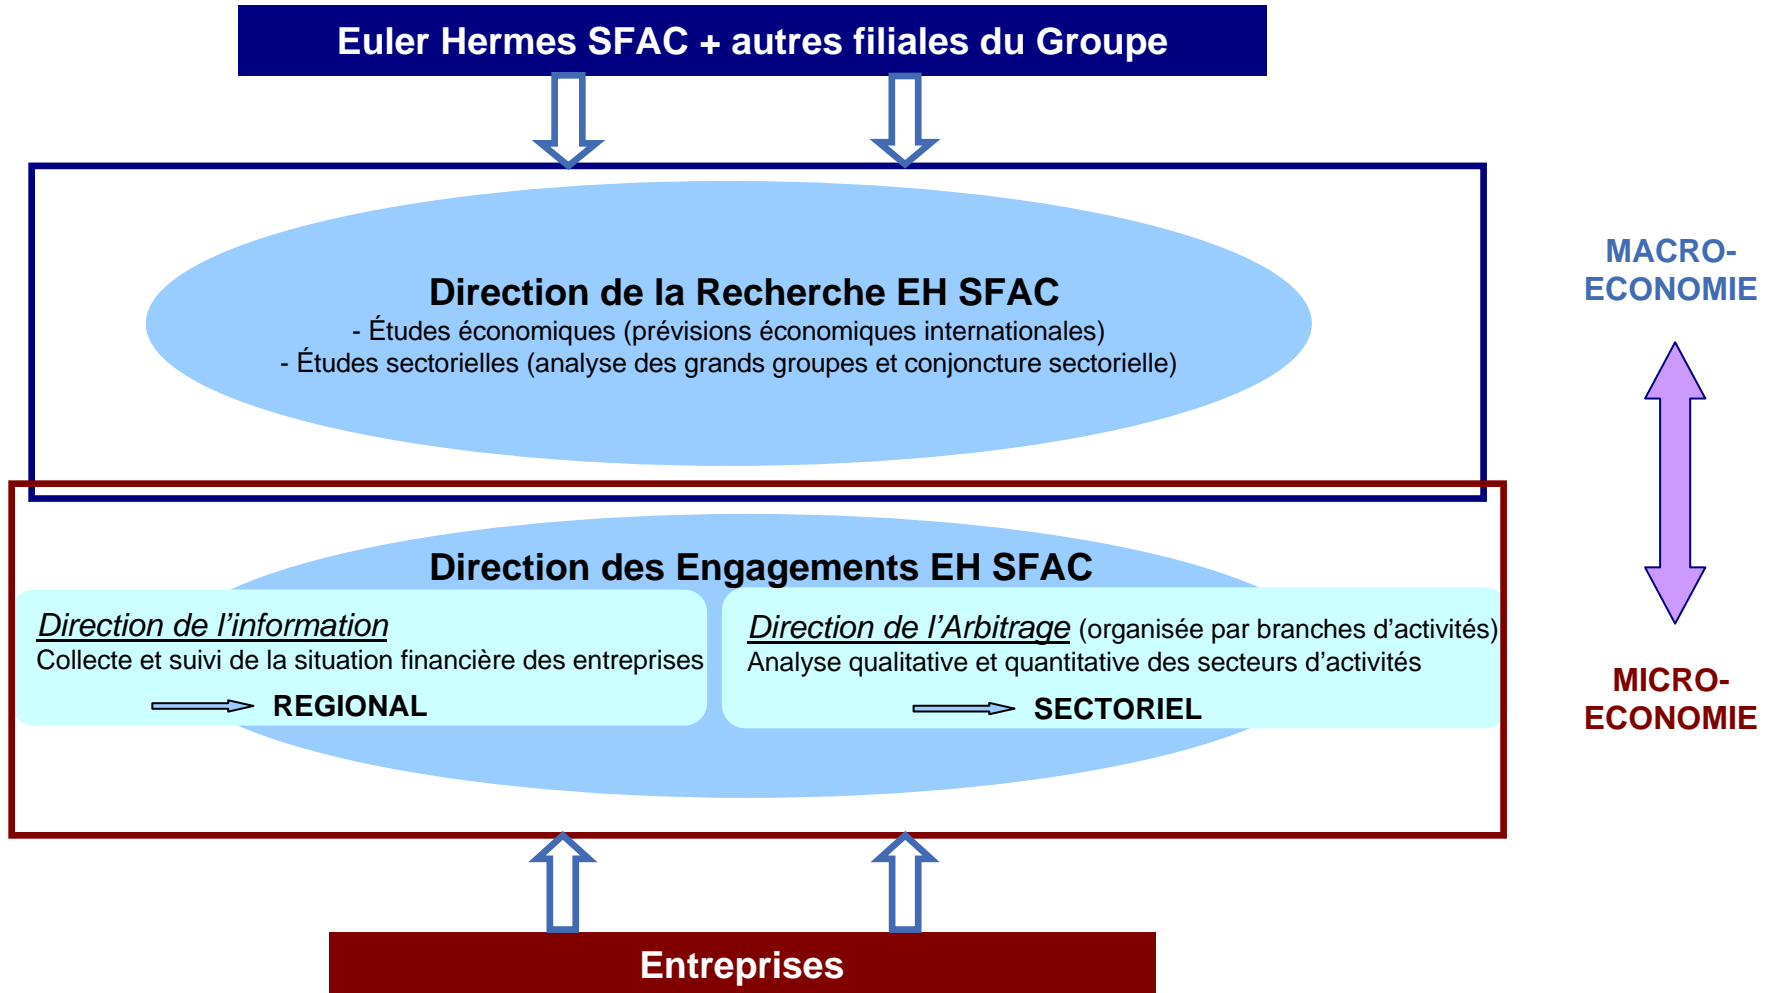 Euler Hermes SFAC + autres filiales du Groupe
Direction de la Recherche EH SFAC
- Études économiques (prévisions économiques internationales)
- Études sectorielles (analyse des grands groupes et conjoncture sectorielle)
MACRO-
ECONOMIE
Direction des Engagements EH SFAC
Direction de l’information
Collecte et suivi de la situation financière des entreprises
REGIONAL
Direction de l’Arbitrage (organisée par branches d’activités)
Analyse qualitative et quantitative des secteurs d’activités
SECTORIEL
MICRO-
ECONOMIE
Entreprises